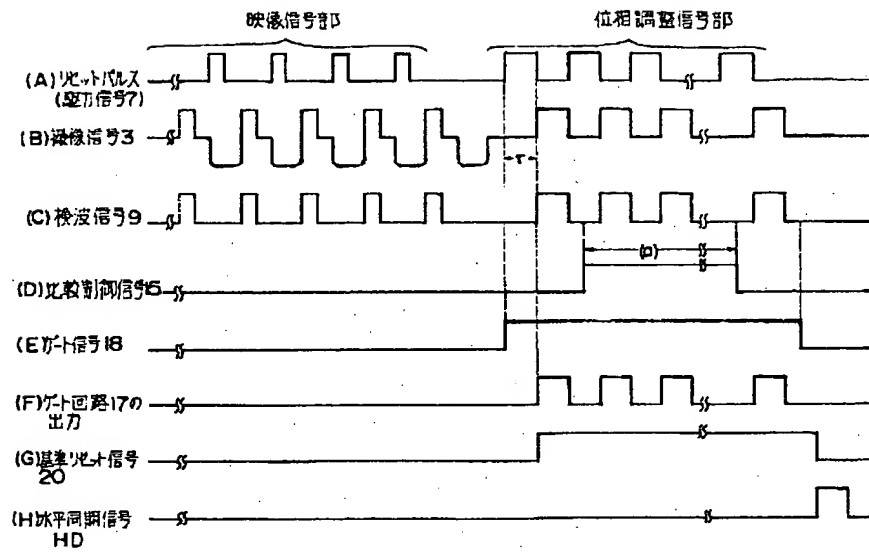 映像信号部
位相調整信号部
(A)リセットパルス
(駆動信号7)
(B)撮像信号3
τ
(C)検波信号9
(D)比較制御信号15
(E)ゲート信号18
(F)ゲート回路17の
出力
(G)基準リセット信号
20
(H)水平同期信号
HD